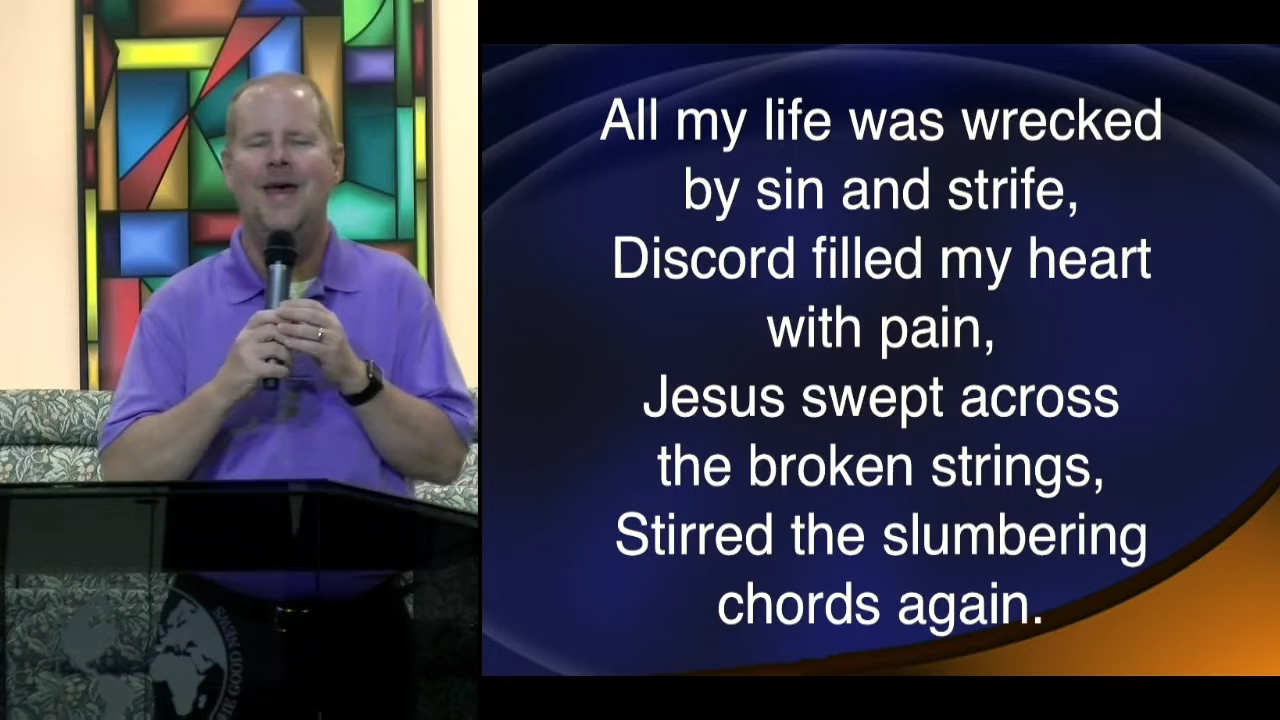 All my life was wrecked
by sin and strife,
Discord filled my heart
with pain,
Jesus swept across
the broken strings,
Stirred the slumbering
chords again.